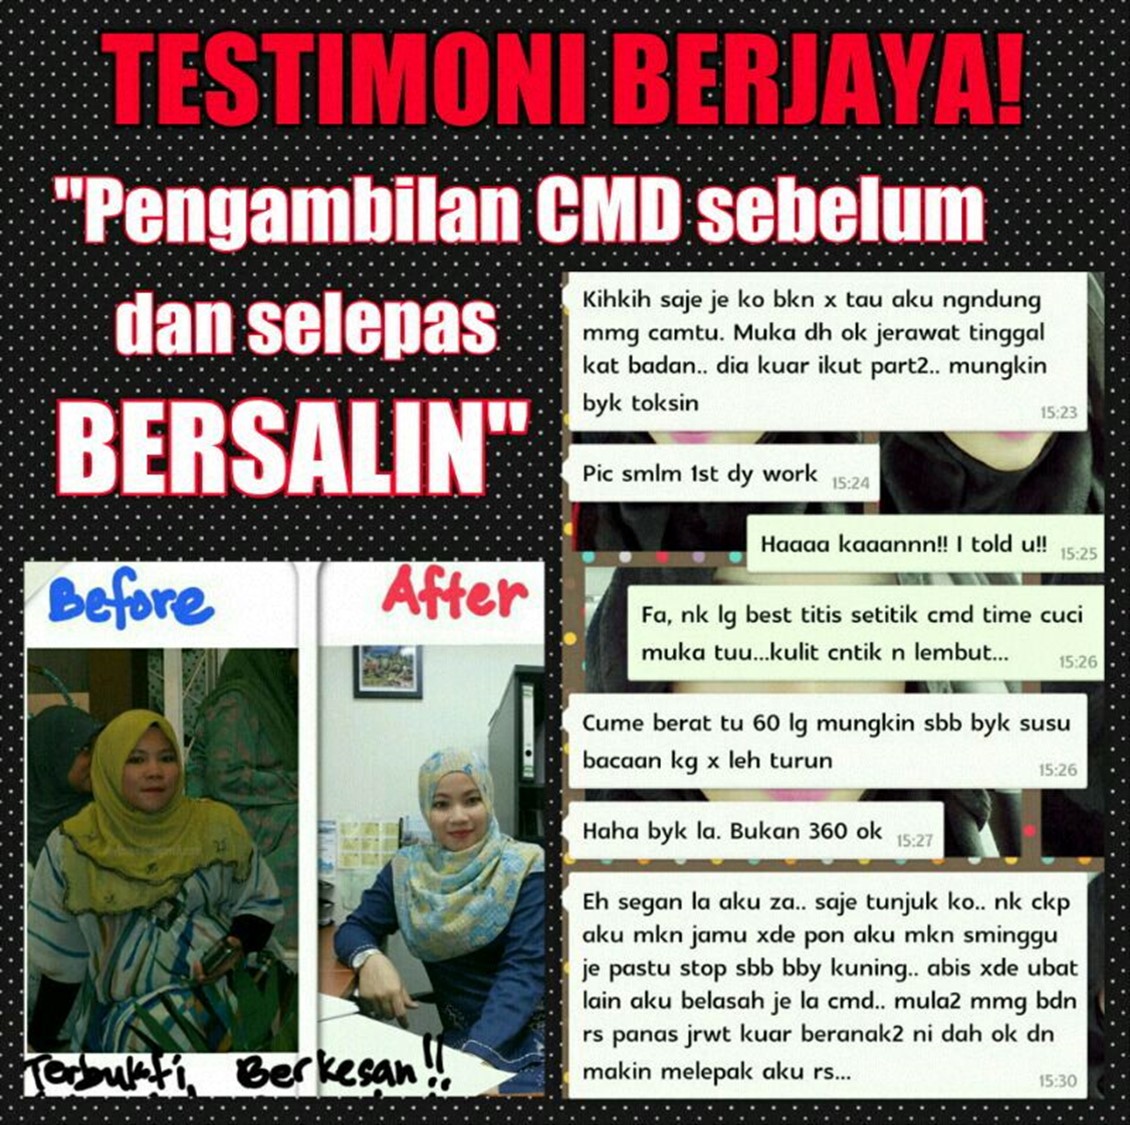 TESTIMONI BERJAYA!
"Pengambilan CMD sebelum
dan selepas
BERSALIN"
Before
After
Terbukti, Berkesan!!
Kihkih saje je ko bkn x tau aku ngndung
mmg camtu. Muka dh ok jerawat tinggal
kat badan.. dia kuar ikut part2.. mungkin
byk toksin
15:23
Pic smlm 1st dy work 15:24
Haaaa kaaannn!! I told u!! 15:25
Fa, nk lg best titis setitik cmd time cuci
muka tuu...kulit cntik n lembut...
15:26
Cume berat tu 60 lg mungkin sbb byk susu
bacaan kg x leh turun
15:26
Haha byk la. Bukan 360 ok 15:27
Eh segan la aku za.. saje tunjuk ko.. nk ckp
aku mkn jamu xde pon aku mkn sminggu
je pastu stop sbb bby kuning.. abis xde ubat
lain aku belasah je la cmd.. mula2 mmg bdn
rs panas jrwt kuar beranak2 ni dah ok dn
makin melepak aku rs...
15:30